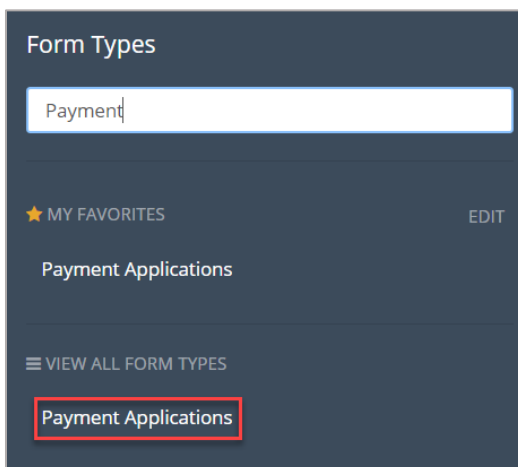 Form Types
Payment
MY FAVORITES EDIT
Payment Applications
VIEW ALL FORM TYPES
Payment Applications